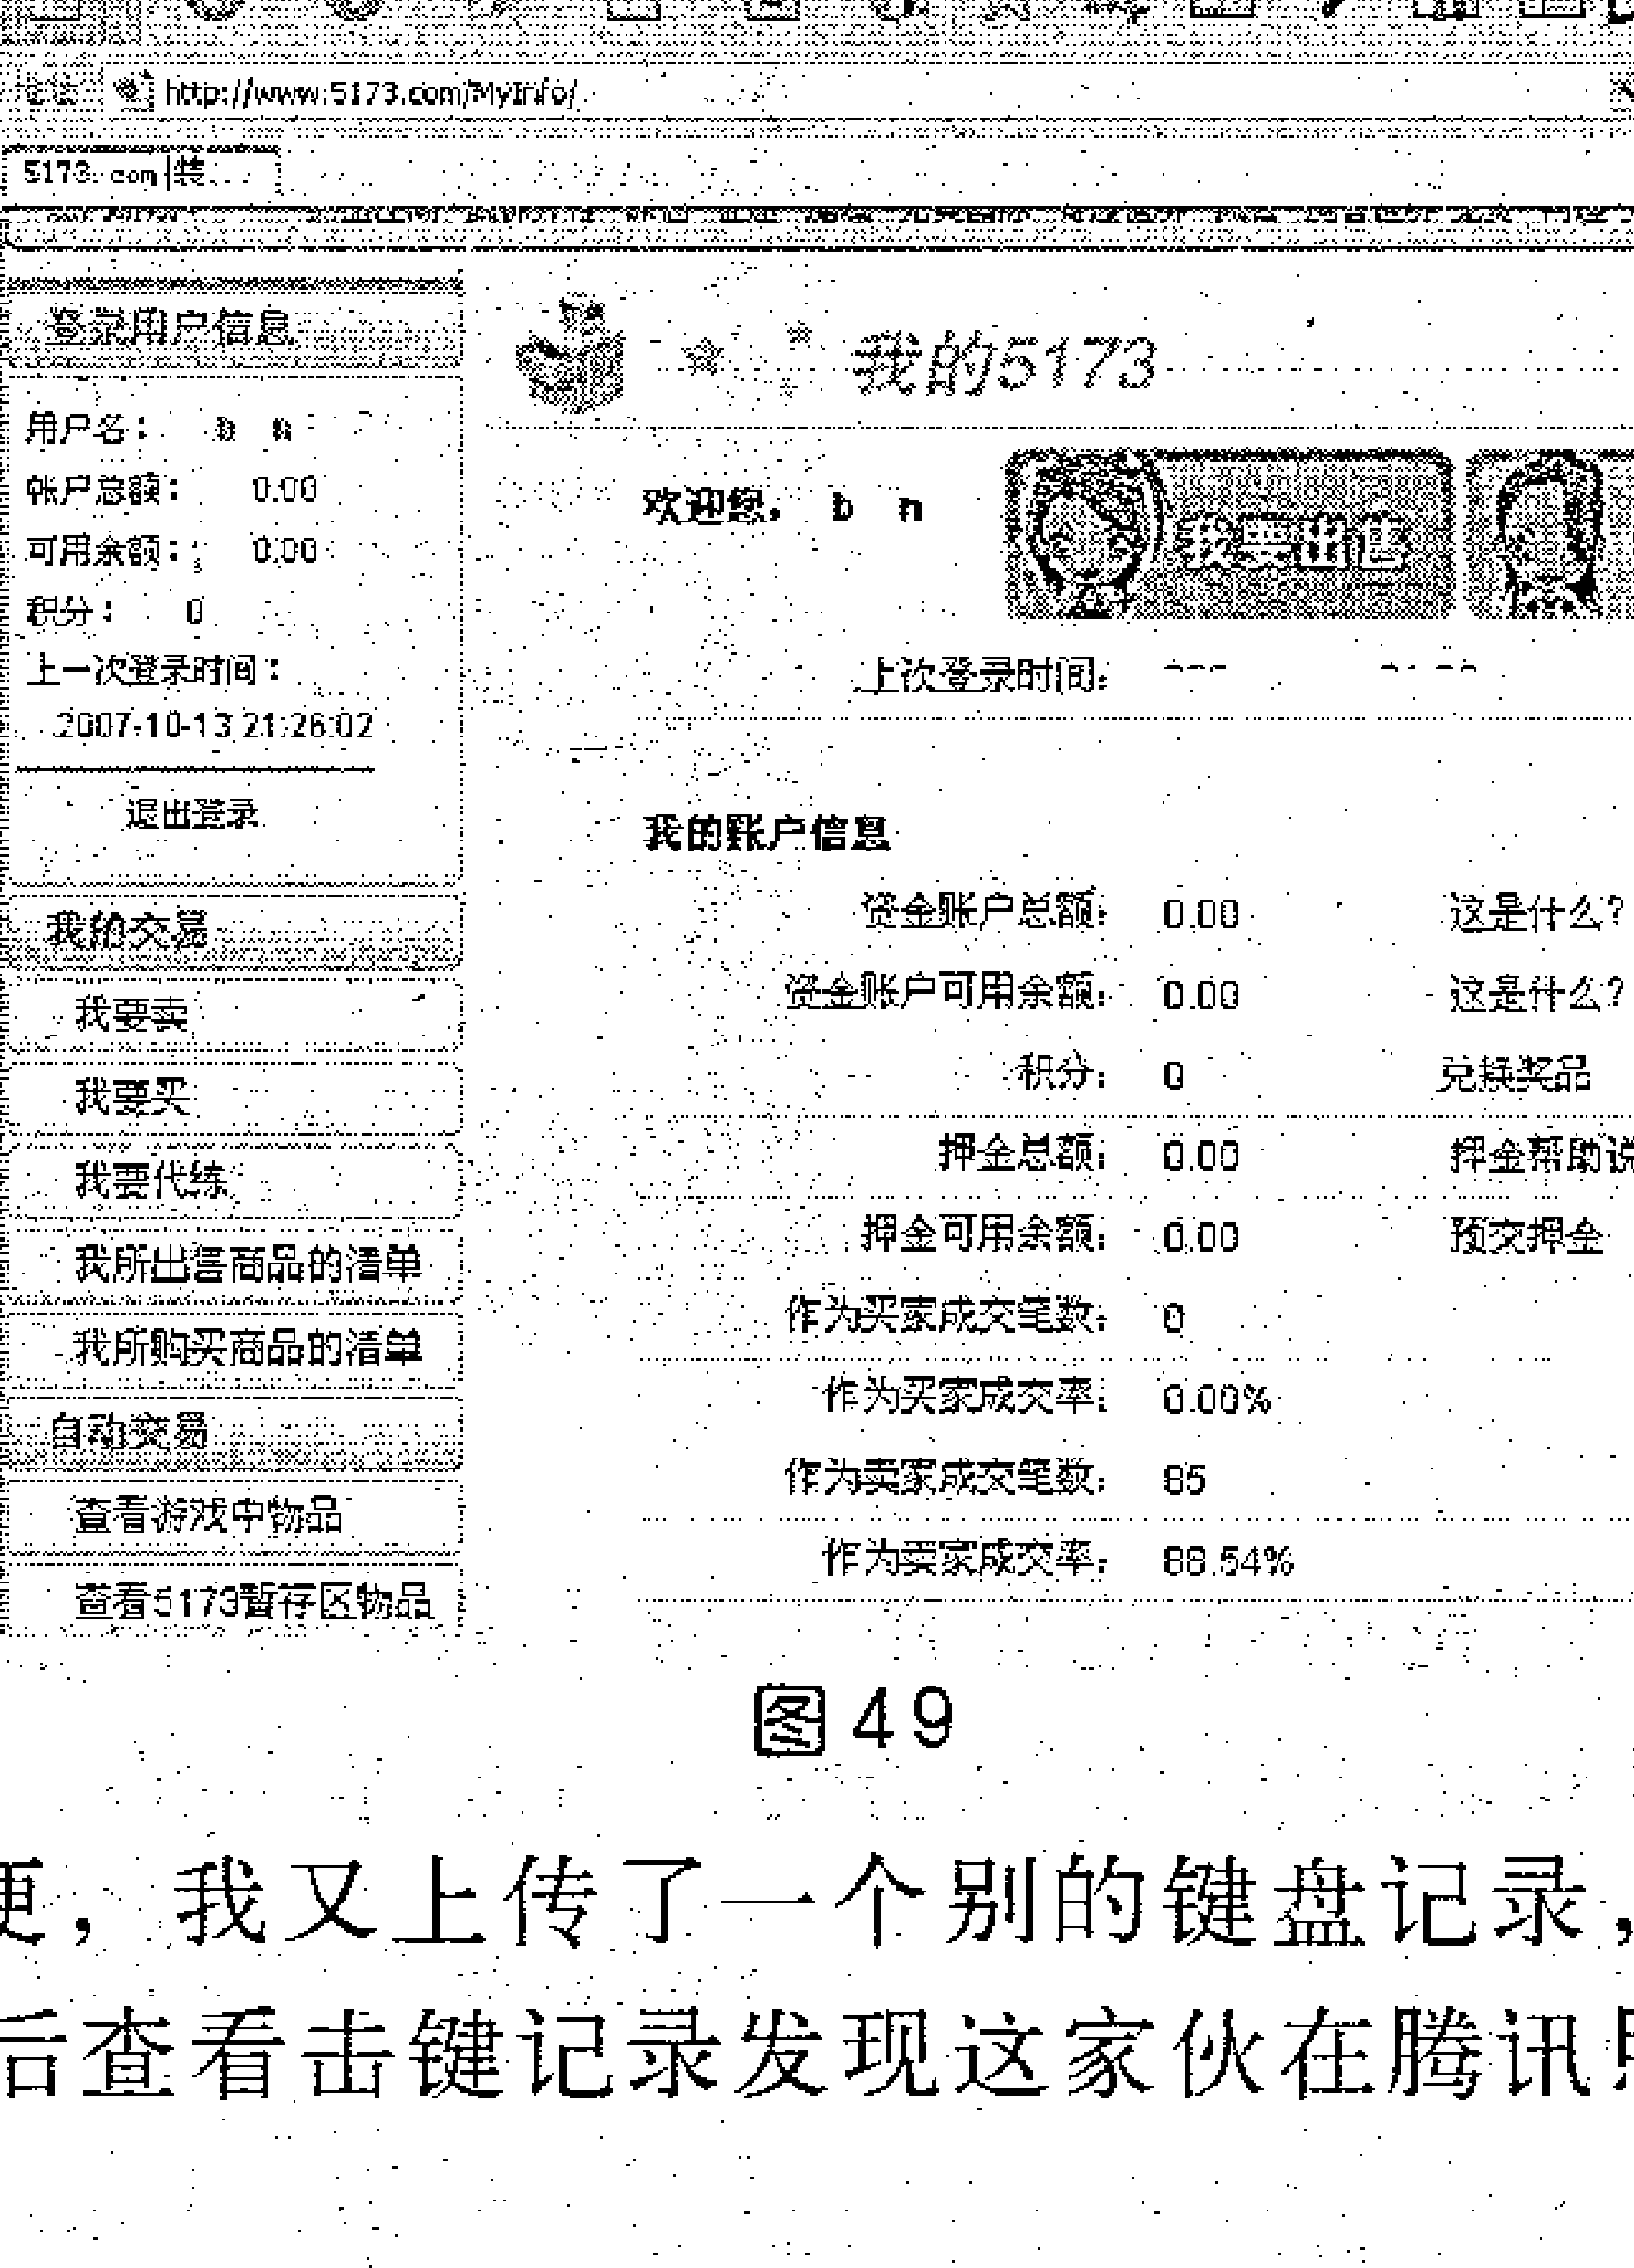 http://www.5173.com/MyInfo/
5173.com 装...
登录用户信息
用户名： b n
帐户总额： 0.00
可用余额： 0.00
积分： 0
上一次登录时间：
2007-10-13 21:26:02
退出登录
我的交易
我要卖
我要买
我要代练
我所出售商品的清单
我所购买商品的清单
自动交易
查看游戏中物品
查看5173暂存区物品
我的5173
欢迎您， b n
我要出售
上次登录时间：
我的账户信息
资金账户总额： 0.00 这是什么?
资金账户可用余额： 0.00 这是什么?
积分： 0 兑换奖品
押金总额： 0.00 押金帮助说
押金可用余额： 0.00 预交押金
作为买家成交笔数： 0
作为买家成交率： 0.00%
作为卖家成交笔数： 85
作为卖家成交率： 88.54%
图 49
便，我又上传了一个别的键盘记录，
后查看击键记录发现这家伙在腾讯